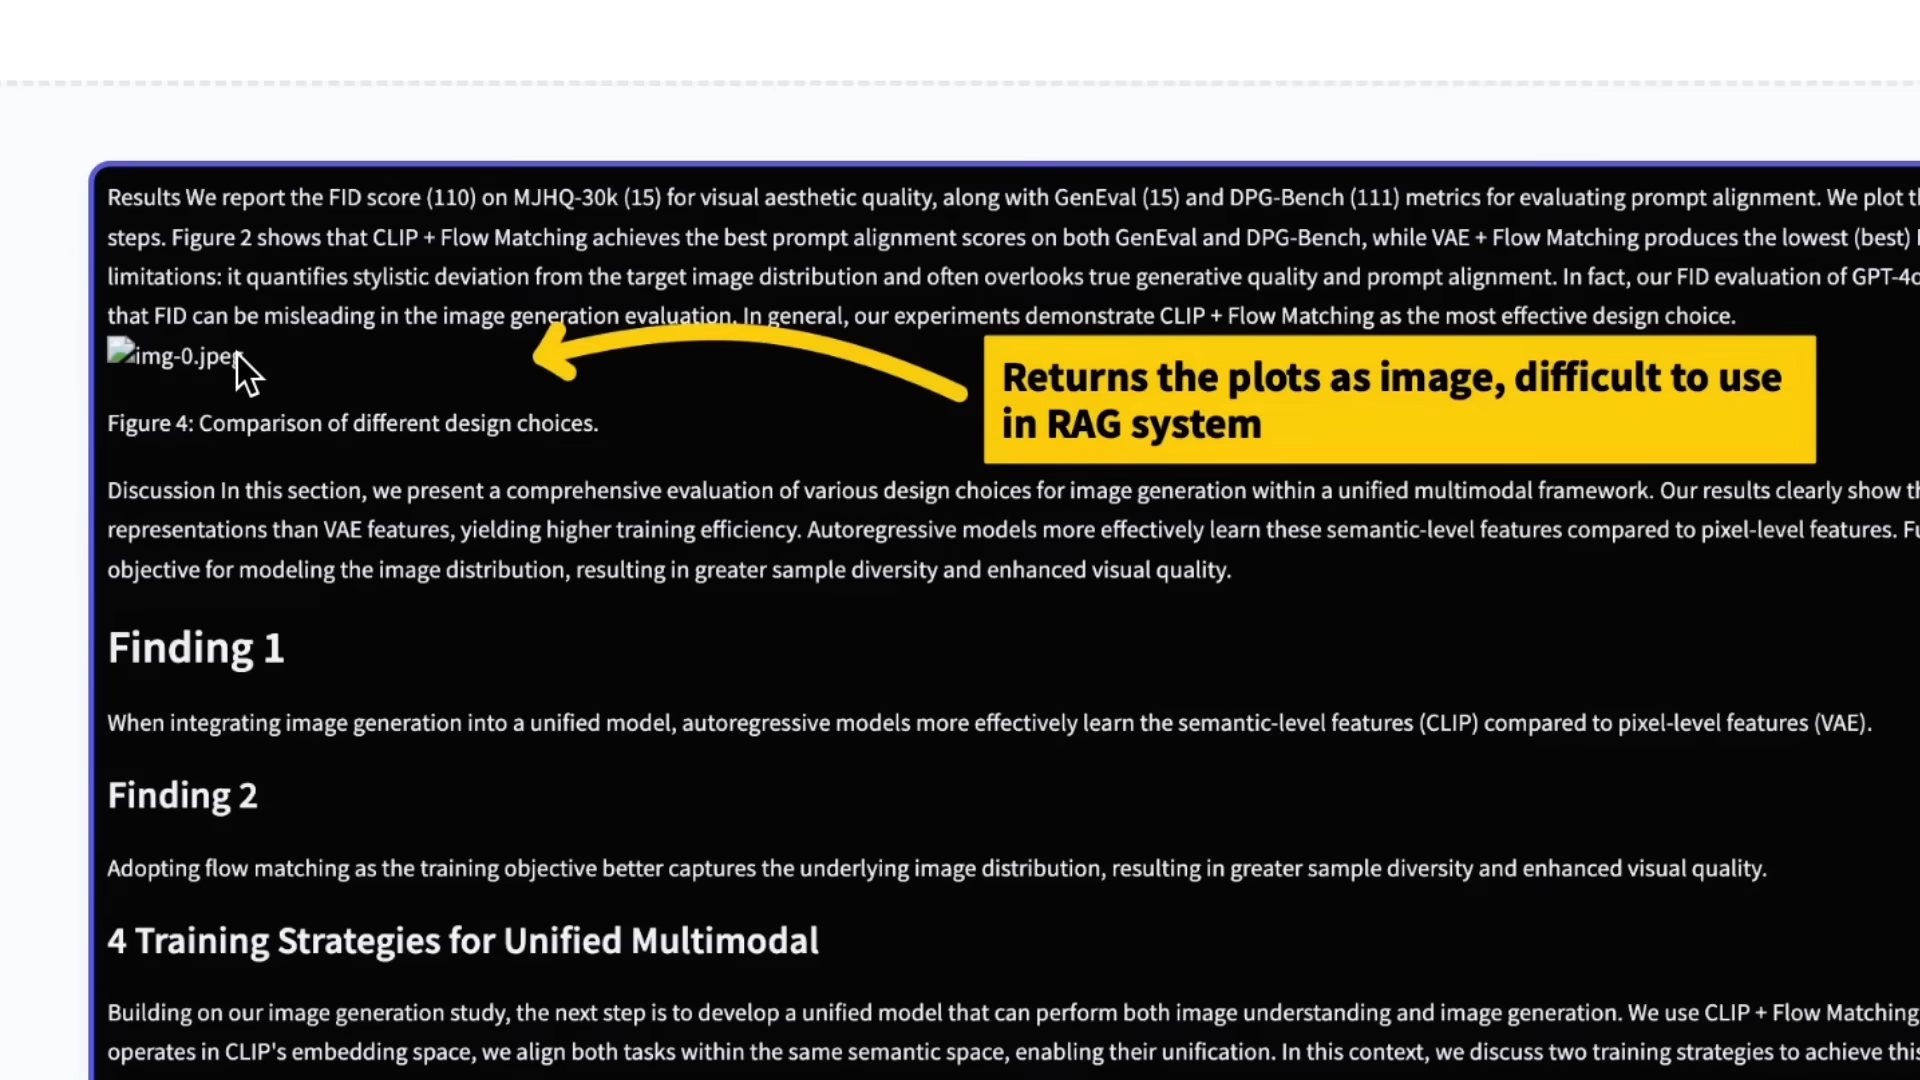 Results We report the FID score (110) on MJHQ-30k (15) for visual aesthetic quality, along with GenEval (15) and DPG-Bench (111) metrics for evaluating prompt alignment. We plot
steps. Figure 2 shows that CLIP + Flow Matching achieves the best prompt alignment scores on both GenEval and DPG-Bench, while VAE + Flow Matching produces the lowest (best)
limitations: it quantifies stylistic deviation from the target image distribution and often overlooks true generative quality and prompt alignment. In fact, our FID evaluation of GPT-4o
that FID can be misleading in the image generation evaluation. In general, our experiments demonstrate CLIP + Flow Matching as the most effective design choice.
img-0.jpeg
Returns the plots as image, difficult to use
in RAG system
Figure 4: Comparison of different design choices.
Discussion In this section, we present a comprehensive evaluation of various design choices for image generation within a unified multimodal framework. Our results clearly show
representations than VAE features, yielding higher training efficiency. Autoregressive models more effectively learn these semantic-level features compared to pixel-level features.
objective for modeling the image distribution, resulting in greater sample diversity and enhanced visual quality.
Finding 1
When integrating image generation into a unified model, autoregressive models more effectively learn the semantic-level features (CLIP) compared to pixel-level features (VAE).
Finding 2
Adopting flow matching as the training objective better captures the underlying image distribution, resulting in greater sample diversity and enhanced visual quality.
4 Training Strategies for Unified Multimodal
Building on our image generation study, the next step is to develop a unified model that can perform both image understanding and image generation. We use CLIP + Flow Matching
operates in CLIP's embedding space, we align both tasks within the same semantic space, enabling their unification. In this context, we discuss two training strategies to achieve this